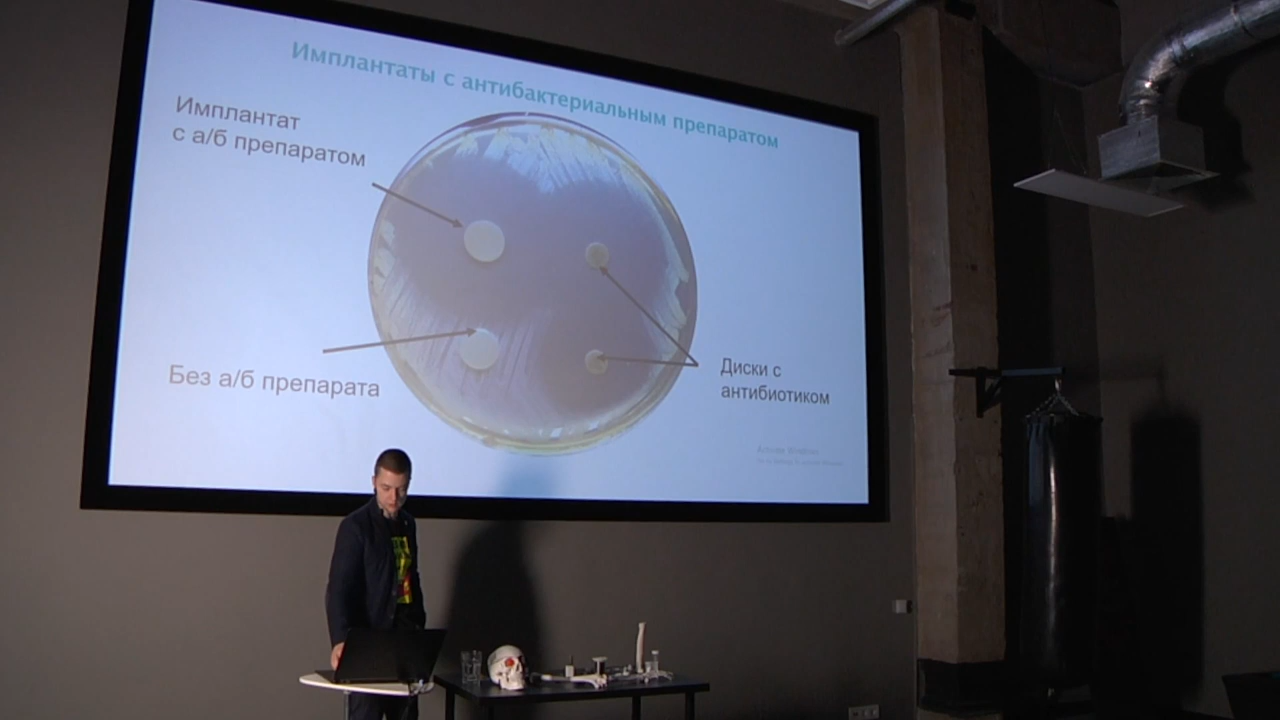 Имплантаты с антибактериальным препаратом
Имплантат
с а/б препаратом
Без а/б препарата
Диски с
антибиотиком